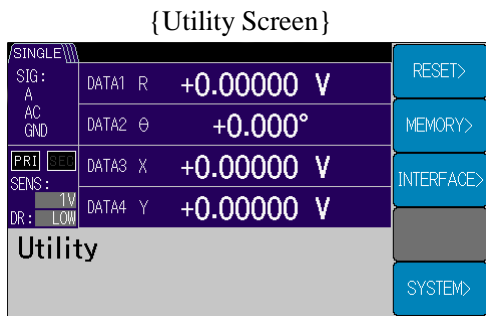 {Utility Screen}
SINGLE
SIG:
A
AC
GND
PRI SEC
SENS:
1V
DR: LOW
DATA1 R +0.00000 V
DATA2 θ +0.000°
DATA3 X +0.00000 V
DATA4 Y +0.00000 V
Utility
RESET>
MEMORY>
INTERFACE>
SYSTEM>